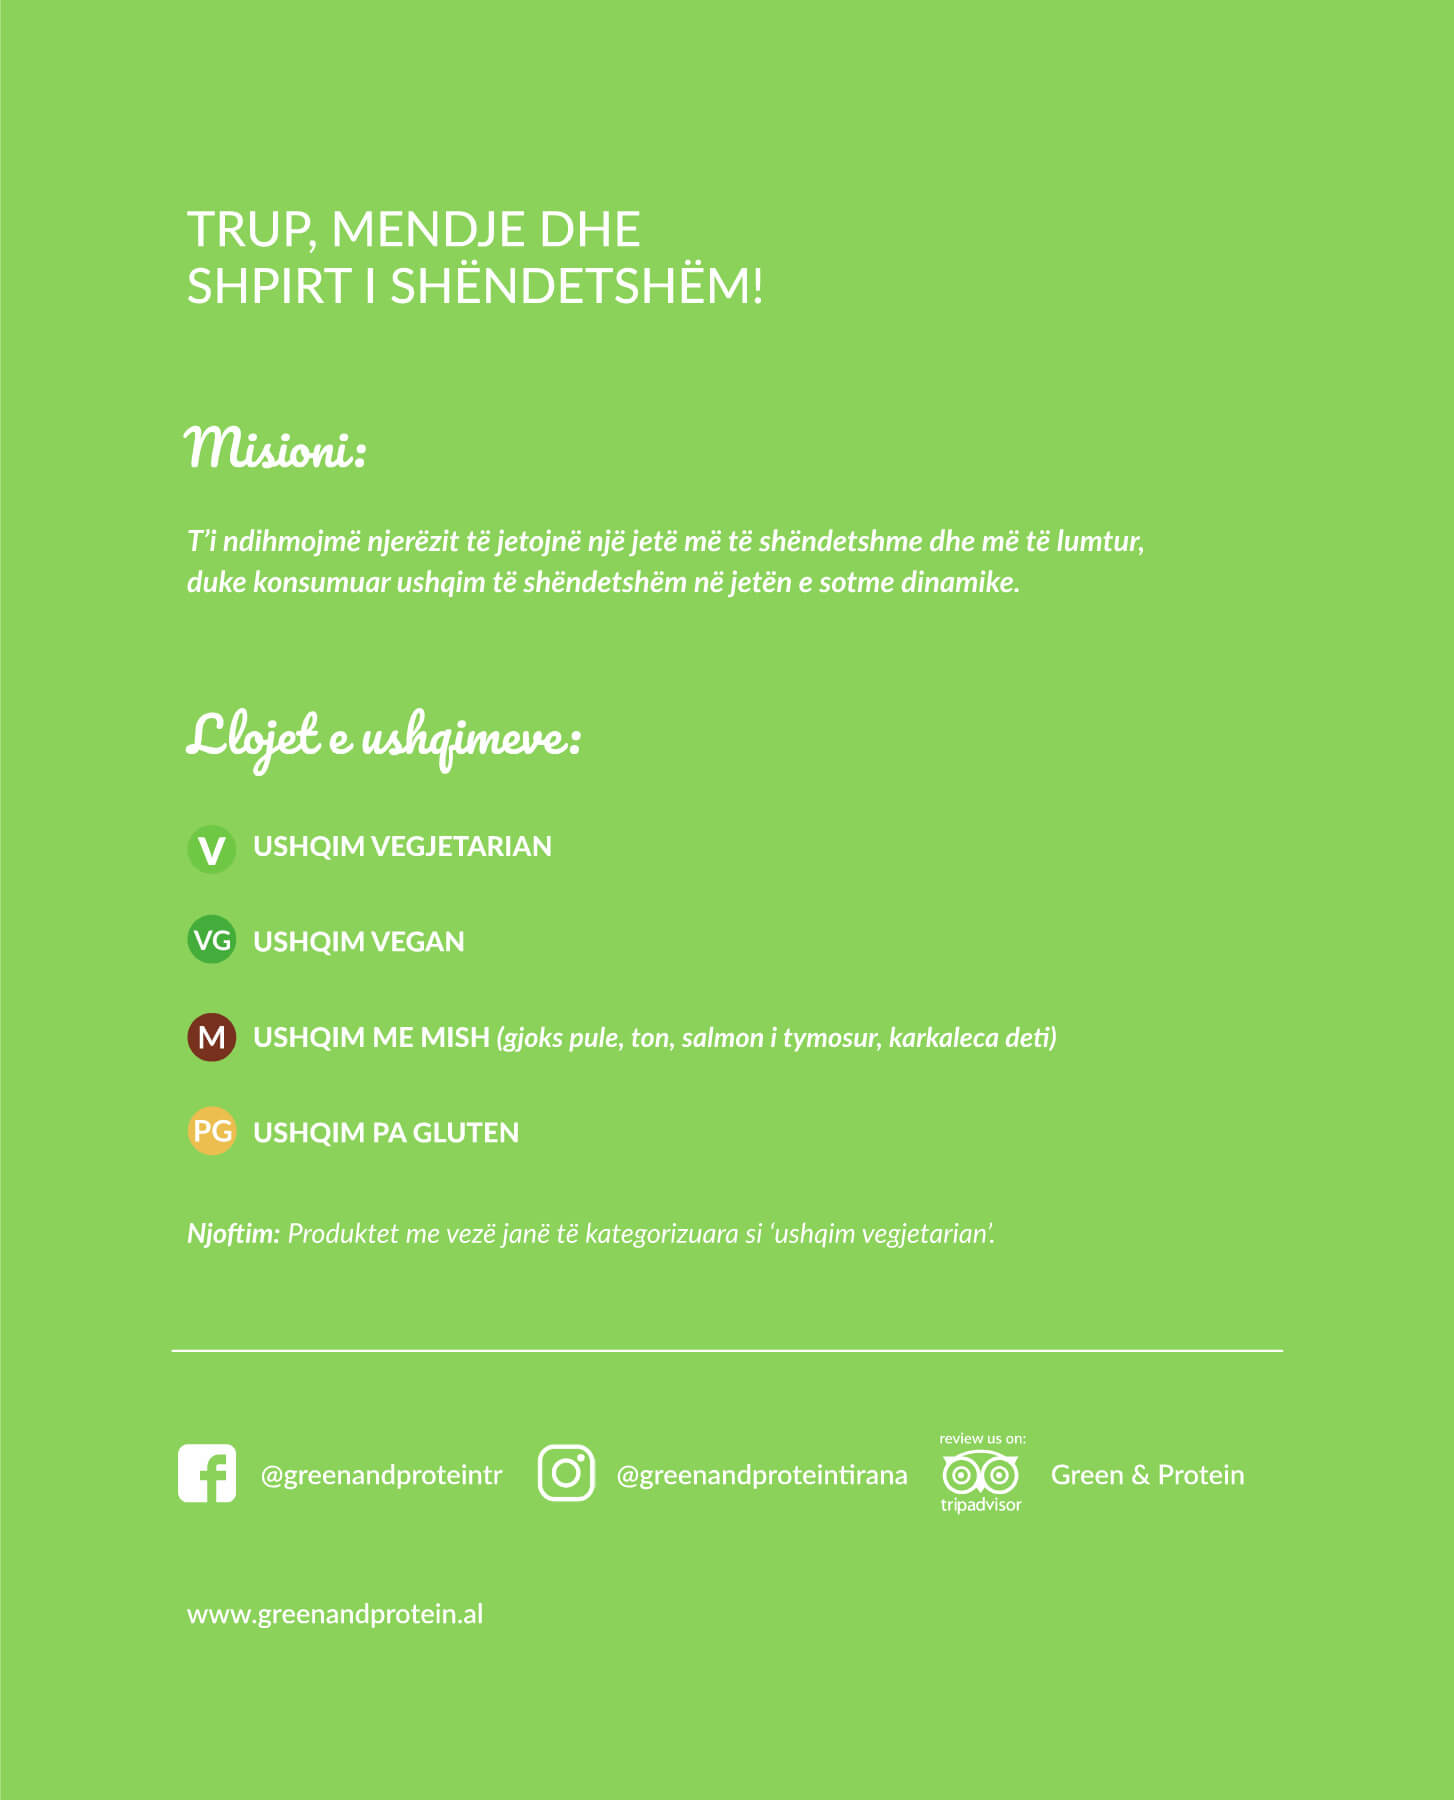 TRUP, MENDJE DHE
SHPIRT I SHËNDETSHËM!
Misioni:
T’i ndihmojmë njerëzit të jetojnë një jetë më të shëndetshme dhe më të lumtur,
duke konsumuar ushqim të shëndetshëm në jetën e sotme dinamike.
Llojet e ushqimeve:
V USHQIM VEGJETARIAN
VG USHQIM VEGAN
M USHQIM ME MISH (gjoks pule, ton, salmon i tymosur, karkaleca deti)
PG USHQIM PA GLUTEN
Njoftim: Produktet me vezë janë të kategorizuara si ‘ushqim vegjetarian’.
review us on:
@greenandproteintr @greenandproteintirana Green & Protein
tripadvisor
www.greenandprotein.al